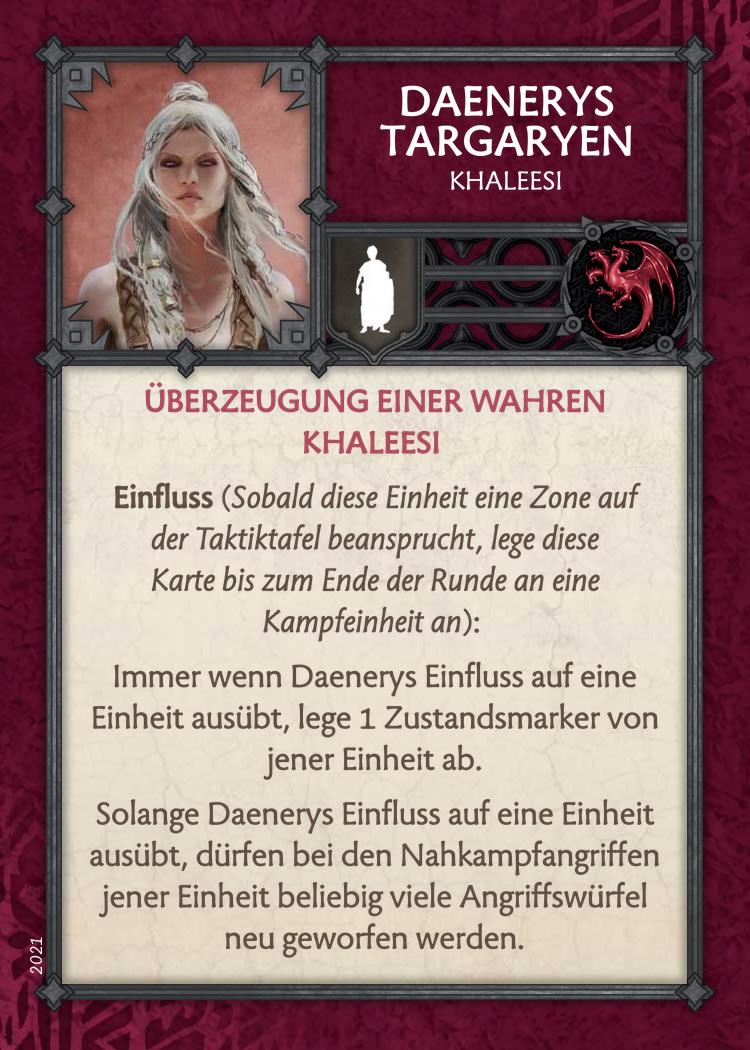 DAENERYS
TARGARYEN
KHALEESI
ÜBERZEUGUNG EINER WAHREN
KHALEESI
Einfluss (Sobald diese Einheit eine Zone auf
der Taktiktafel beansprucht, lege diese
Karte bis zum Ende der Runde an eine
Kampfeinheit an):
Immer wenn Daenerys Einfluss auf eine
Einheit ausübt, lege 1 Zustandsmarker von
jener Einheit ab.
Solange Daenerys Einfluss auf eine Einheit
ausübt, dürfen bei den Nahkampfangriffen
jener Einheit beliebig viele Angriffswürfel
neu geworfen werden.
2021